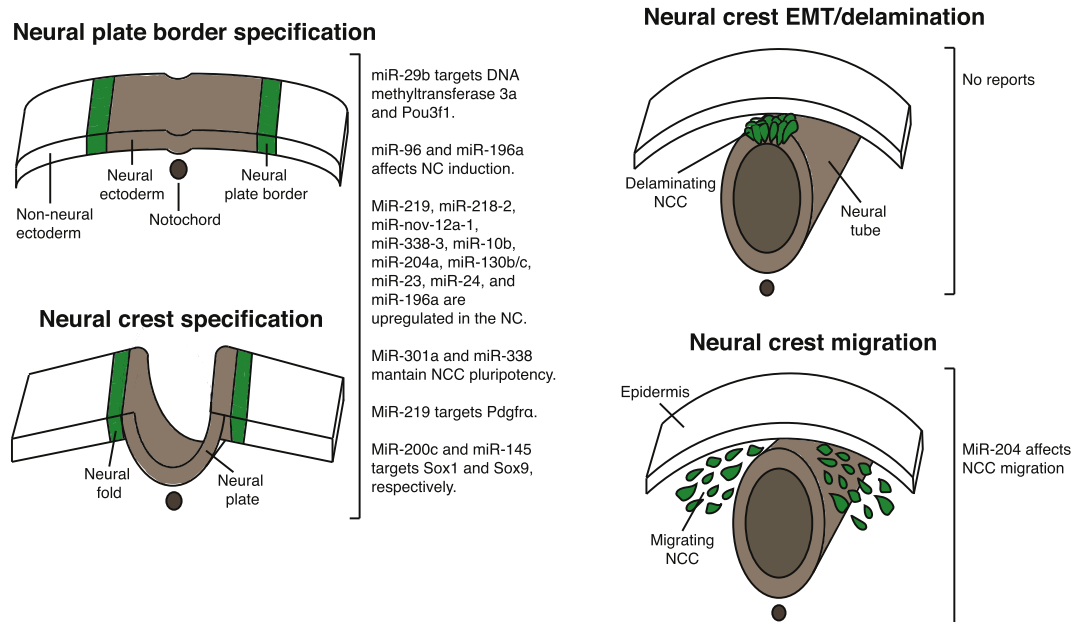 Neural plate border specification
Non-neural
ectoderm
Neural
ectoderm
Notochord
Neural
plate border
Neural crest specification
Neural
fold
Neural
plate
miR-29b targets DNA
methyltransferase 3a
and Pou3f1.
miR-96 and miR-196a
affects NC induction.
MiR-219, miR-218-2,
miR-nov-12a-1,
miR-338-3, miR-10b,
miR-204a, miR-130b/c,
miR-23, miR-24, and
miR-196a are
upregulated in the NC.
MiR-301a and miR-338
mantain NCC pluripotency.
MiR-219 targets Pdgfrα.
MiR-200c and miR-145
targets Sox1 and Sox9,
respectively.
Neural crest EMT/delamination
Delaminating
NCC
Neural
tube
No reports
Neural crest migration
Epidermis
Migrating
NCC
MiR-204 affects
NCC migration